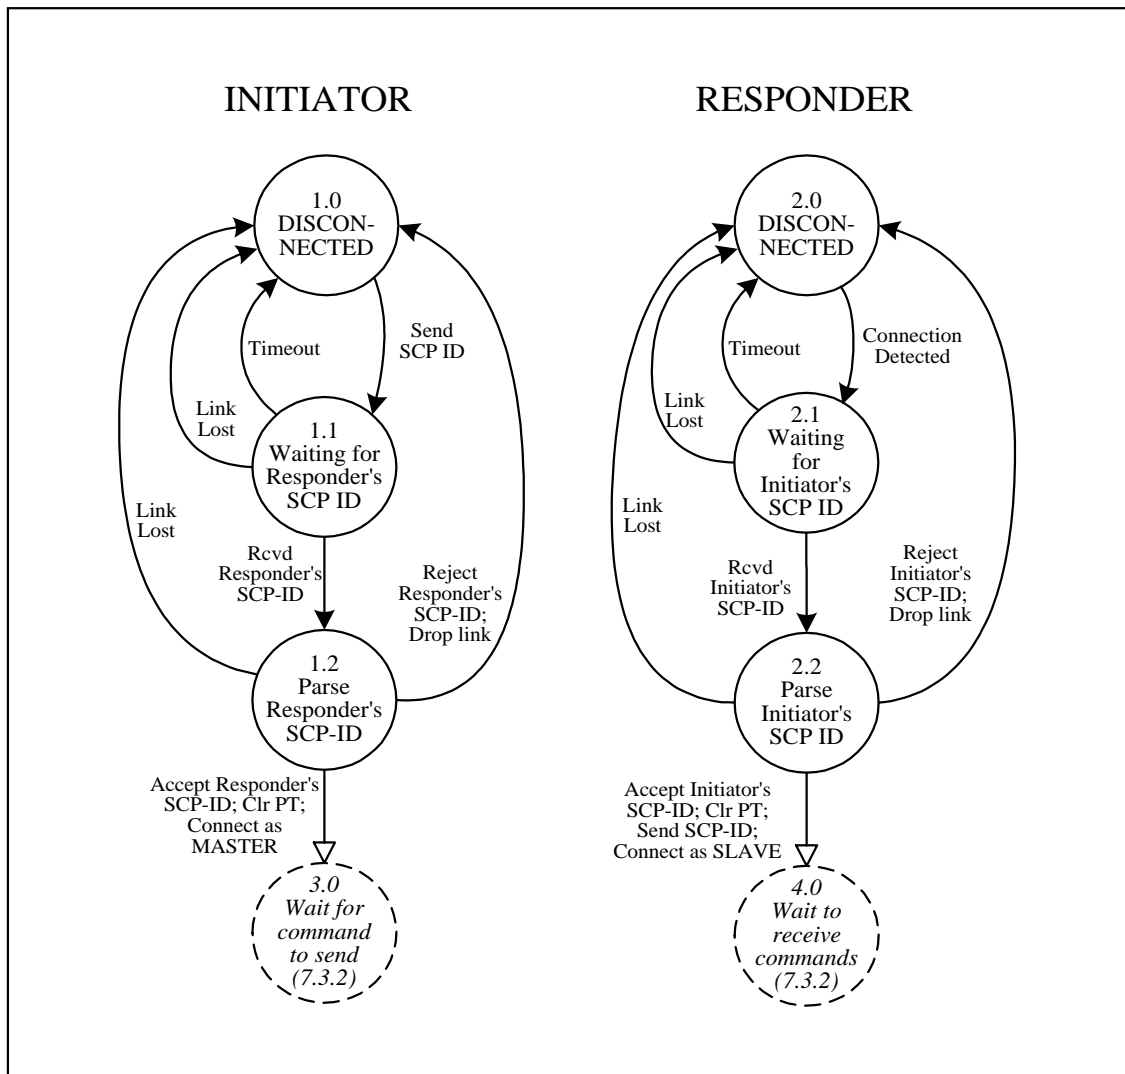 INITIATOR
1.0
DISCON-
NECTED
Send
SCP ID
Timeout
Link
Lost
1.1
Waiting for
Responder's
SCP ID
Link
Lost
Rcvd
Responder's
SCP-ID
Reject
Responder's
SCP-ID;
Drop link
1.2
Parse
Responder's
SCP-ID
Accept Responder's
SCP-ID; Clr PT;
Connect as
MASTER
3.0
Wait for
command
to send
(7.3.2)
RESPONDER
2.0
DISCON-
NECTED
Connection
Detected
Timeout
Link
Lost
2.1
Waiting
for
Initiator's
SCP ID
Link
Lost
Rcvd
Initiator's
SCP-ID
Reject
Initiator's
SCP-ID;
Drop link
2.2
Parse
Initiator's
SCP ID
Accept Initiator's
SCP-ID; Clr PT;
Send SCP-ID;
Connect as SLAVE
4.0
Wait to
receive
commands
(7.3.2)